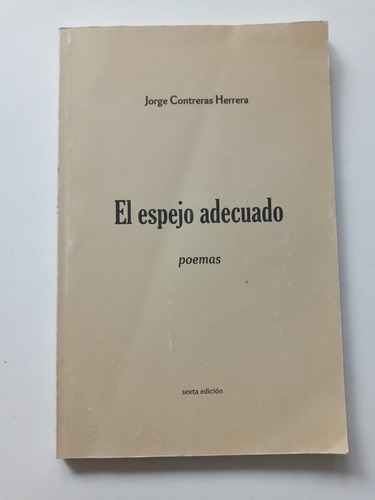 Jorge Contreras Herrera
El espejo adecuado
poemas
sexta edición